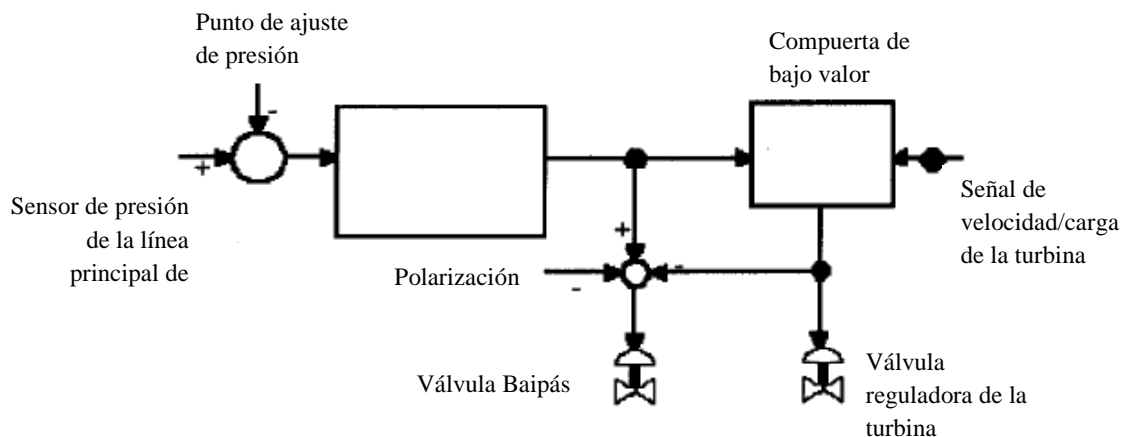 Punto de ajuste
de presión
Compuerta de
bajo valor
-
+
Sensor de presión
de la línea
principal de
Señal de
velocidad/carga
de la turbina
+
Polarización
-
-
Válvula Baipás
Válvula
reguladora de la
turbina